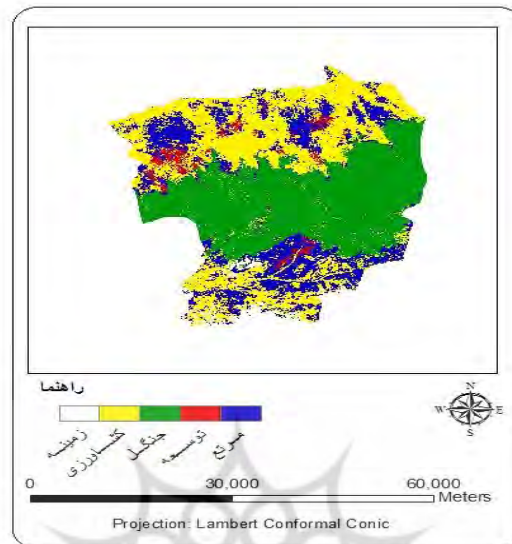 راهنما
N
W E
S
زمینه
کشاورزی
جنگل
توسعه
مرتع
0 30,000 60,000
Meters
Projection: Lambert Conformal Conic